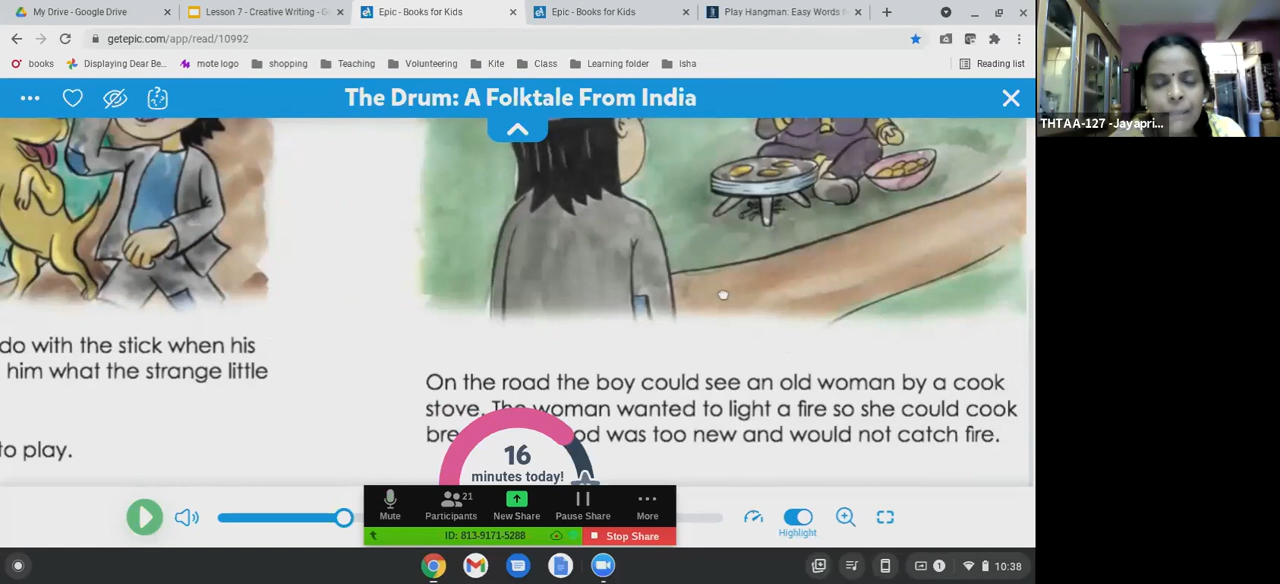 My Drive - Google Drive
Lesson 7 - Creative Writing - G
Epic - Books for Kids
Epic - Books for Kids
Play Hangman: Easy Words f
getepic.com/app/read/10992
books
Displaying Dear Be...
mote logo
shopping
Teaching
Volunteering
Kite
Class
Learning folder
Isha
Reading list
The Drum: A Folktale From India
THTAA-127 -Jayapri...
do with the stick when his
him what the strange little
to play.
On the road the boy could see an old woman by a cook
stove. The woman wanted to light a fire so she could cook
was too new and would not catch fire.
16
minutes today!
Mute
Participants
21
New Share
Pause Share
More
ID: 813-9171-5288
Stop Share
Highlight
1
10:38